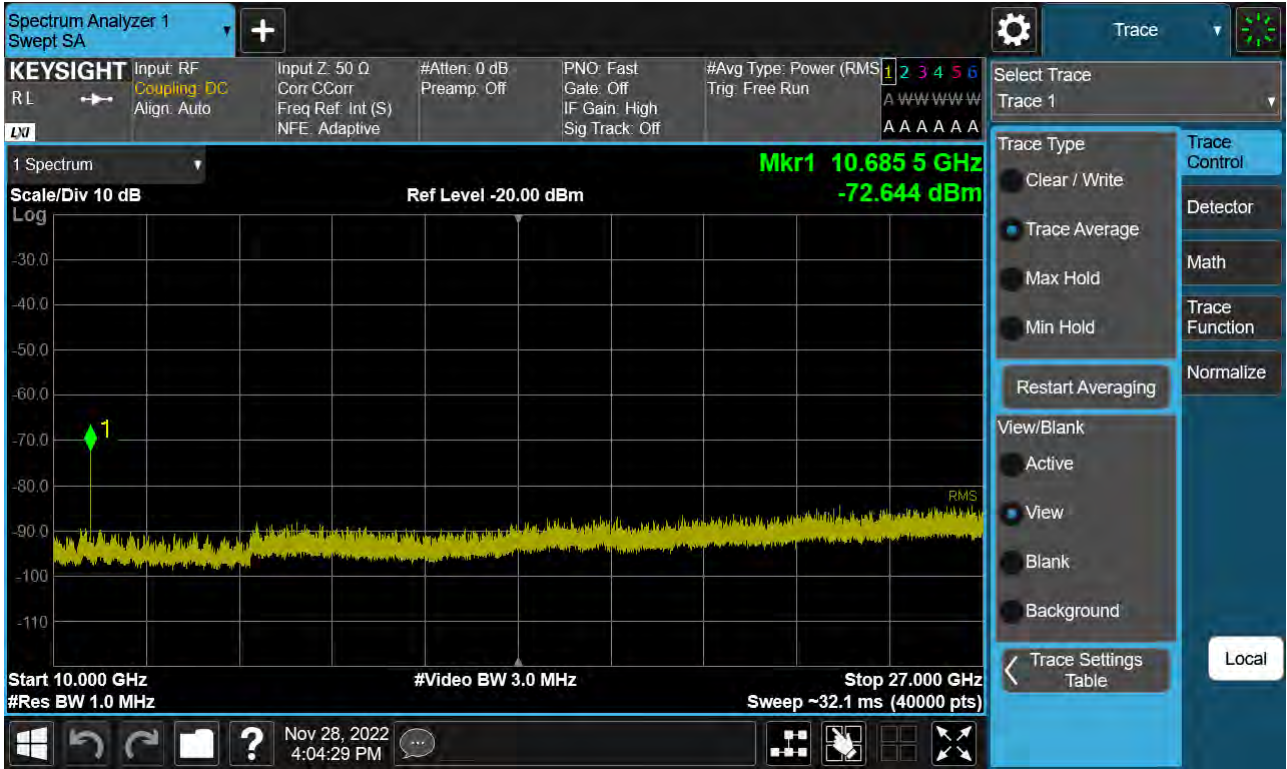 Spectrum Analyzer 1
Swept SA
Trace
KEYSIGHT
R L
LXI
Input: RF
Coupling: DC
Align: Auto
Input Z: 50 Ω
Corr CCorr
Freq Ref: Int (S)
NFE: Adaptive
#Atten: 0 dB
Preamp: Off
PNO: Fast
Gate: Off
IF Gain: High
Sig Track: Off
#Avg Type: Power (RMS
Trig: Free Run
1 2 3 4 5 6
A W W W W W
A A A A A A
Select Trace
Trace 1
1 Spectrum
Scale/Div 10 dB
Ref Level -20.00 dBm
Mkr1 10.685 5 GHz
-72.644 dBm
Log
-30.0
-40.0
-50.0
-60.0
-70.0
-80.0
-90.0
-100
-110
1
RMS
Start 10.000 GHz
#Res BW 1.0 MHz
#Video BW 3.0 MHz
Stop 27.000 GHz
Sweep ~32.1 ms (40000 pts)
Trace Type
Clear / Write
Trace Average
Max Hold
Min Hold
Restart Averaging
View/Blank
Active
View
Blank
Background
Trace Settings
Table
Trace
Control
Detector
Math
Trace
Function
Normalize
Local
?
Nov 28, 2022
4:04:29 PM